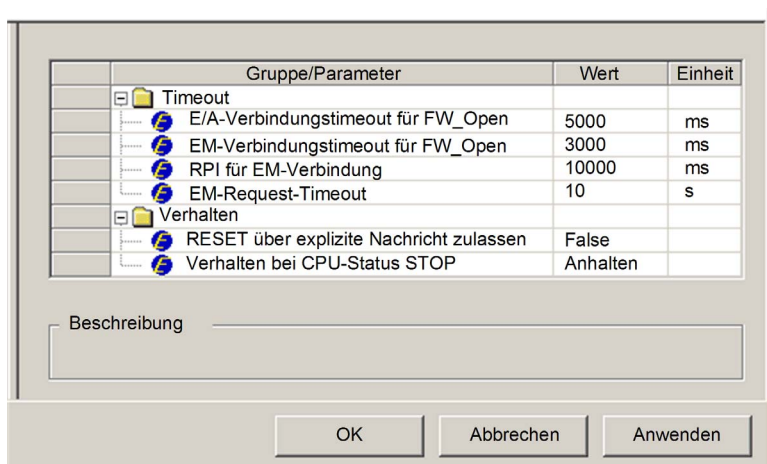 Gruppe/Parameter Wert Einheit
Timeout
E/A-Verbindungstimeout für FW_Open 5000 ms
EM-Verbindungstimeout für FW_Open 3000 ms
RPI für EM-Verbindung 10000 ms
EM-Request-Timeout 10 s
Verhalten
RESET über explizite Nachricht zulassen False
Verhalten bei CPU-Status STOP Anhalten
Beschreibung
OK Abbrechen Anwenden